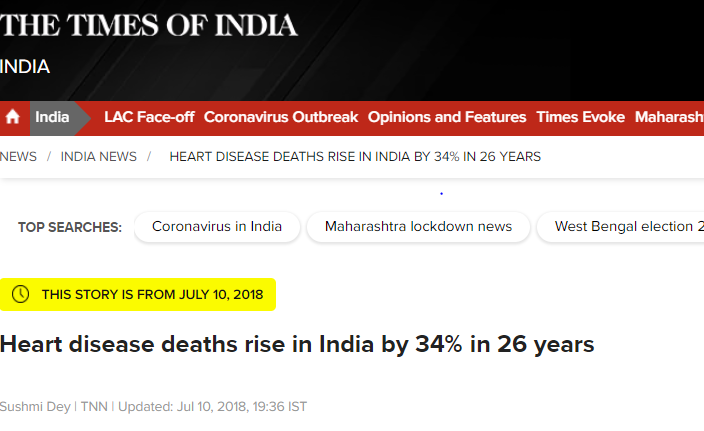 THE TIMES OF INDIA
INDIA
India LAC Face-off Coronavirus Outbreak Opinions and Features Times Evoke Maharash
NEWS / INDIA NEWS / HEART DISEASE DEATHS RISE IN INDIA BY 34% IN 26 YEARS
TOP SEARCHES: Coronavirus in India Maharashtra lockdown news West Bengal election 2
THIS STORY IS FROM JULY 10, 2018
Heart disease deaths rise in India by 34% in 26 years
Sushmi Dey | TNN | Updated: Jul 10, 2018, 19:36 IST